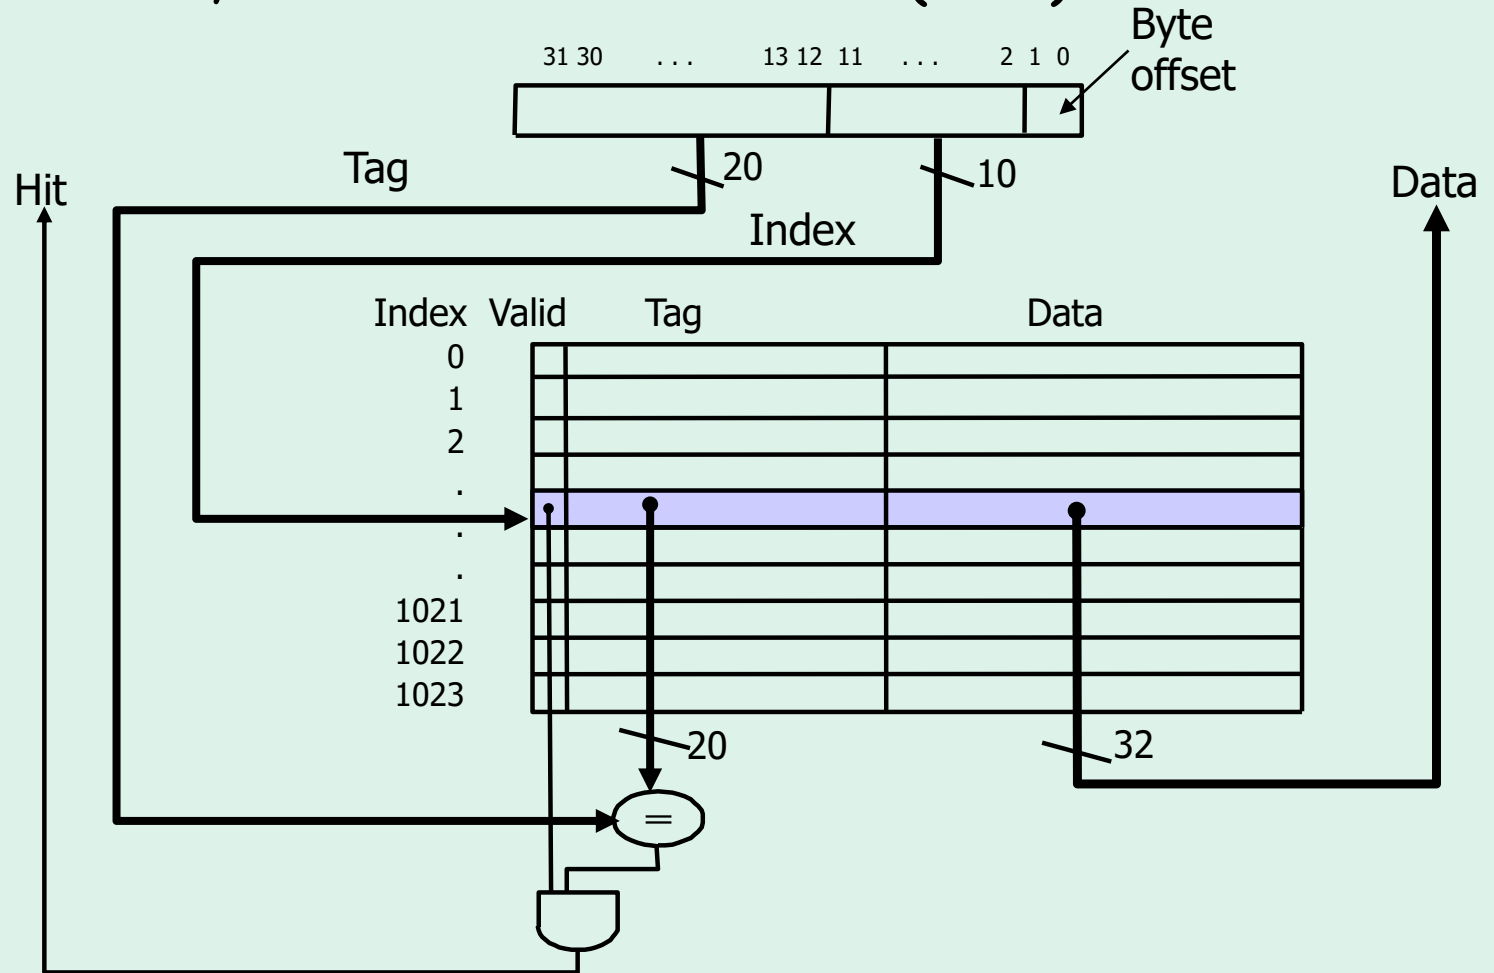 Byte
offset
31 30 . . . 13 12 11 . . . 2 1 0
20
10
Tag
Hit
Data
Index
Index Valid Tag Data
0
1
2
.
.
.
1021
1022
1023
20
32
=